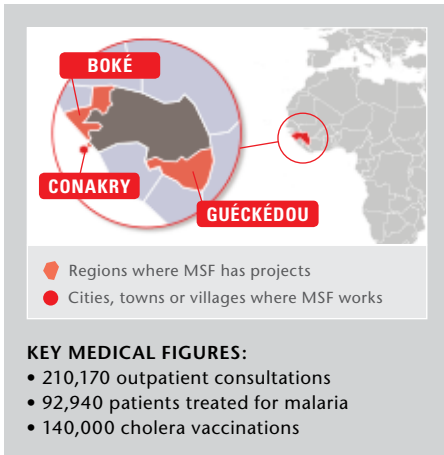 BOKÉ
CONAKRY
GUÉCKÉDOU
Regions where MSF has projects
Cities, towns or villages where MSF works
KEY MEDICAL FIGURES:
• 210,170 outpatient consultations
• 92,940 patients treated for malaria
• 140,000 cholera vaccinations